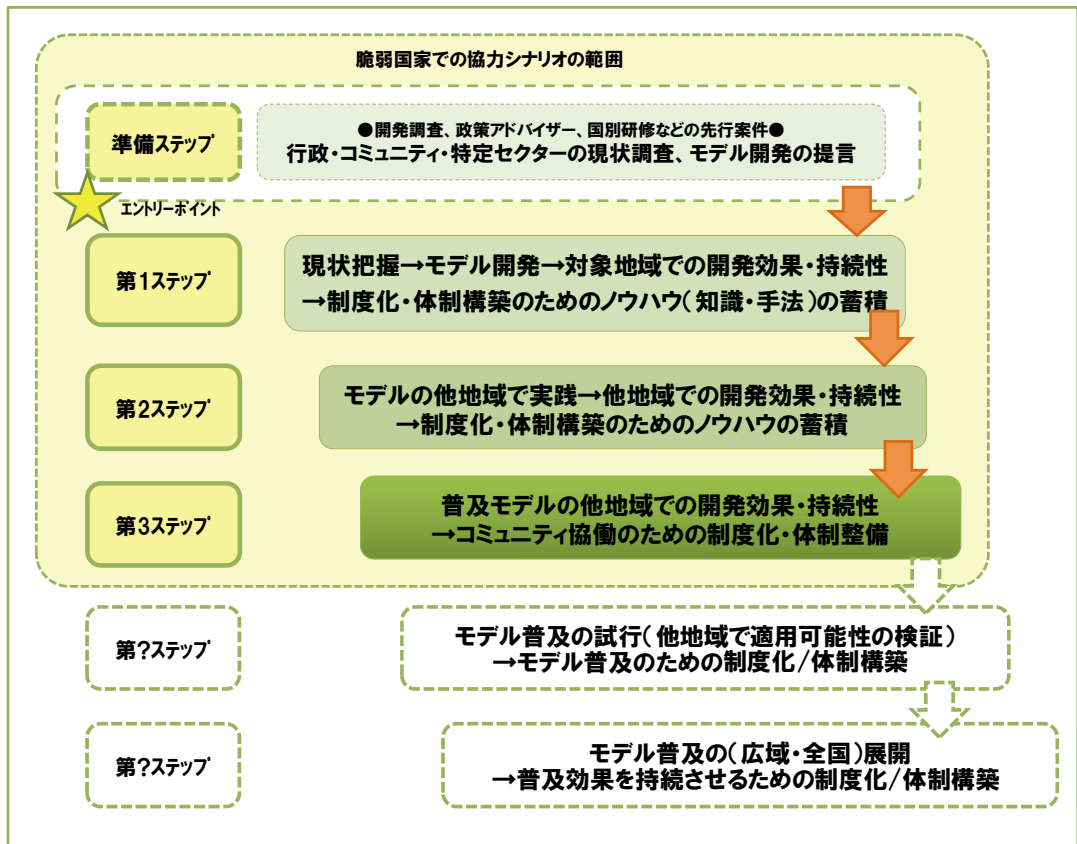 脆弱国家での協力シナリオの範囲
準備ステップ
●開発調査、政策アドバイザー、国別研修などの先行案件●
行政・コミュニティ・特定セクターの現状調査、モデル開発の提言
エントリーポイント
第1ステップ
現状把握→モデル開発→対象地域での開発効果・持続性
→制度化・体制構築のためのノウハウ（知識・手法）の蓄積
第2ステップ
モデルの他地域で実践→他地域での開発効果・持続性
→制度化・体制構築のためのノウハウの蓄積
第3ステップ
普及モデルの他地域での開発効果・持続性
→コミュニティ協働のための制度化・体制整備
第?ステップ
モデル普及の試行（他地域で適用可能性の検証）
→モデル普及のための制度化/体制構築
第?ステップ
モデル普及の（広域・全国）展開
→普及効果を持続させるための制度化/体制構築